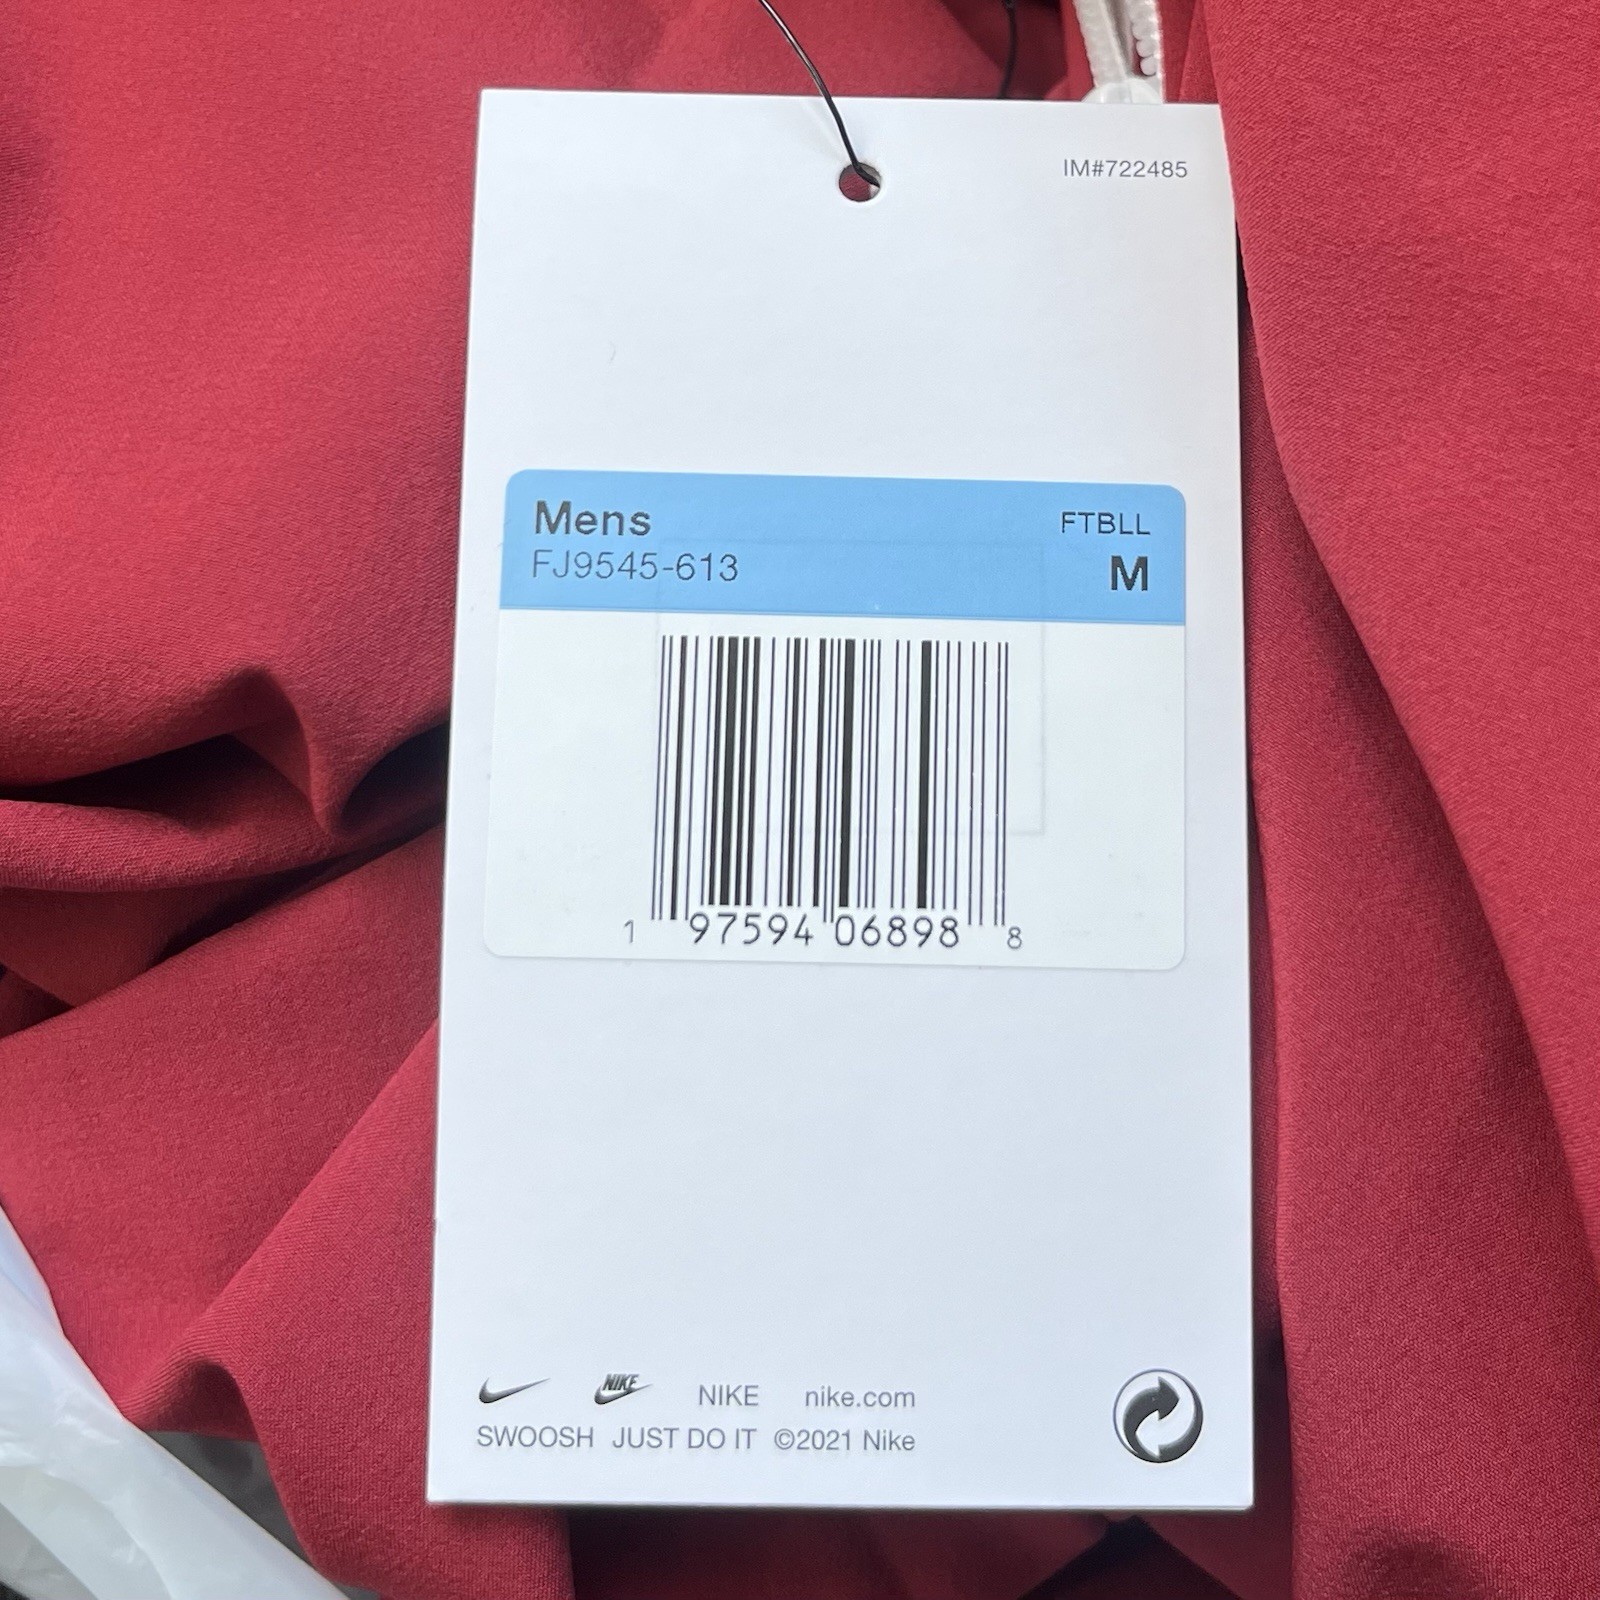 IM#722485
Mens FTBLL
FJ9545-613 M
1 97594 06898 8
NIKE NIKE nike.com
SWOOSH JUST DO IT ©2021 Nike